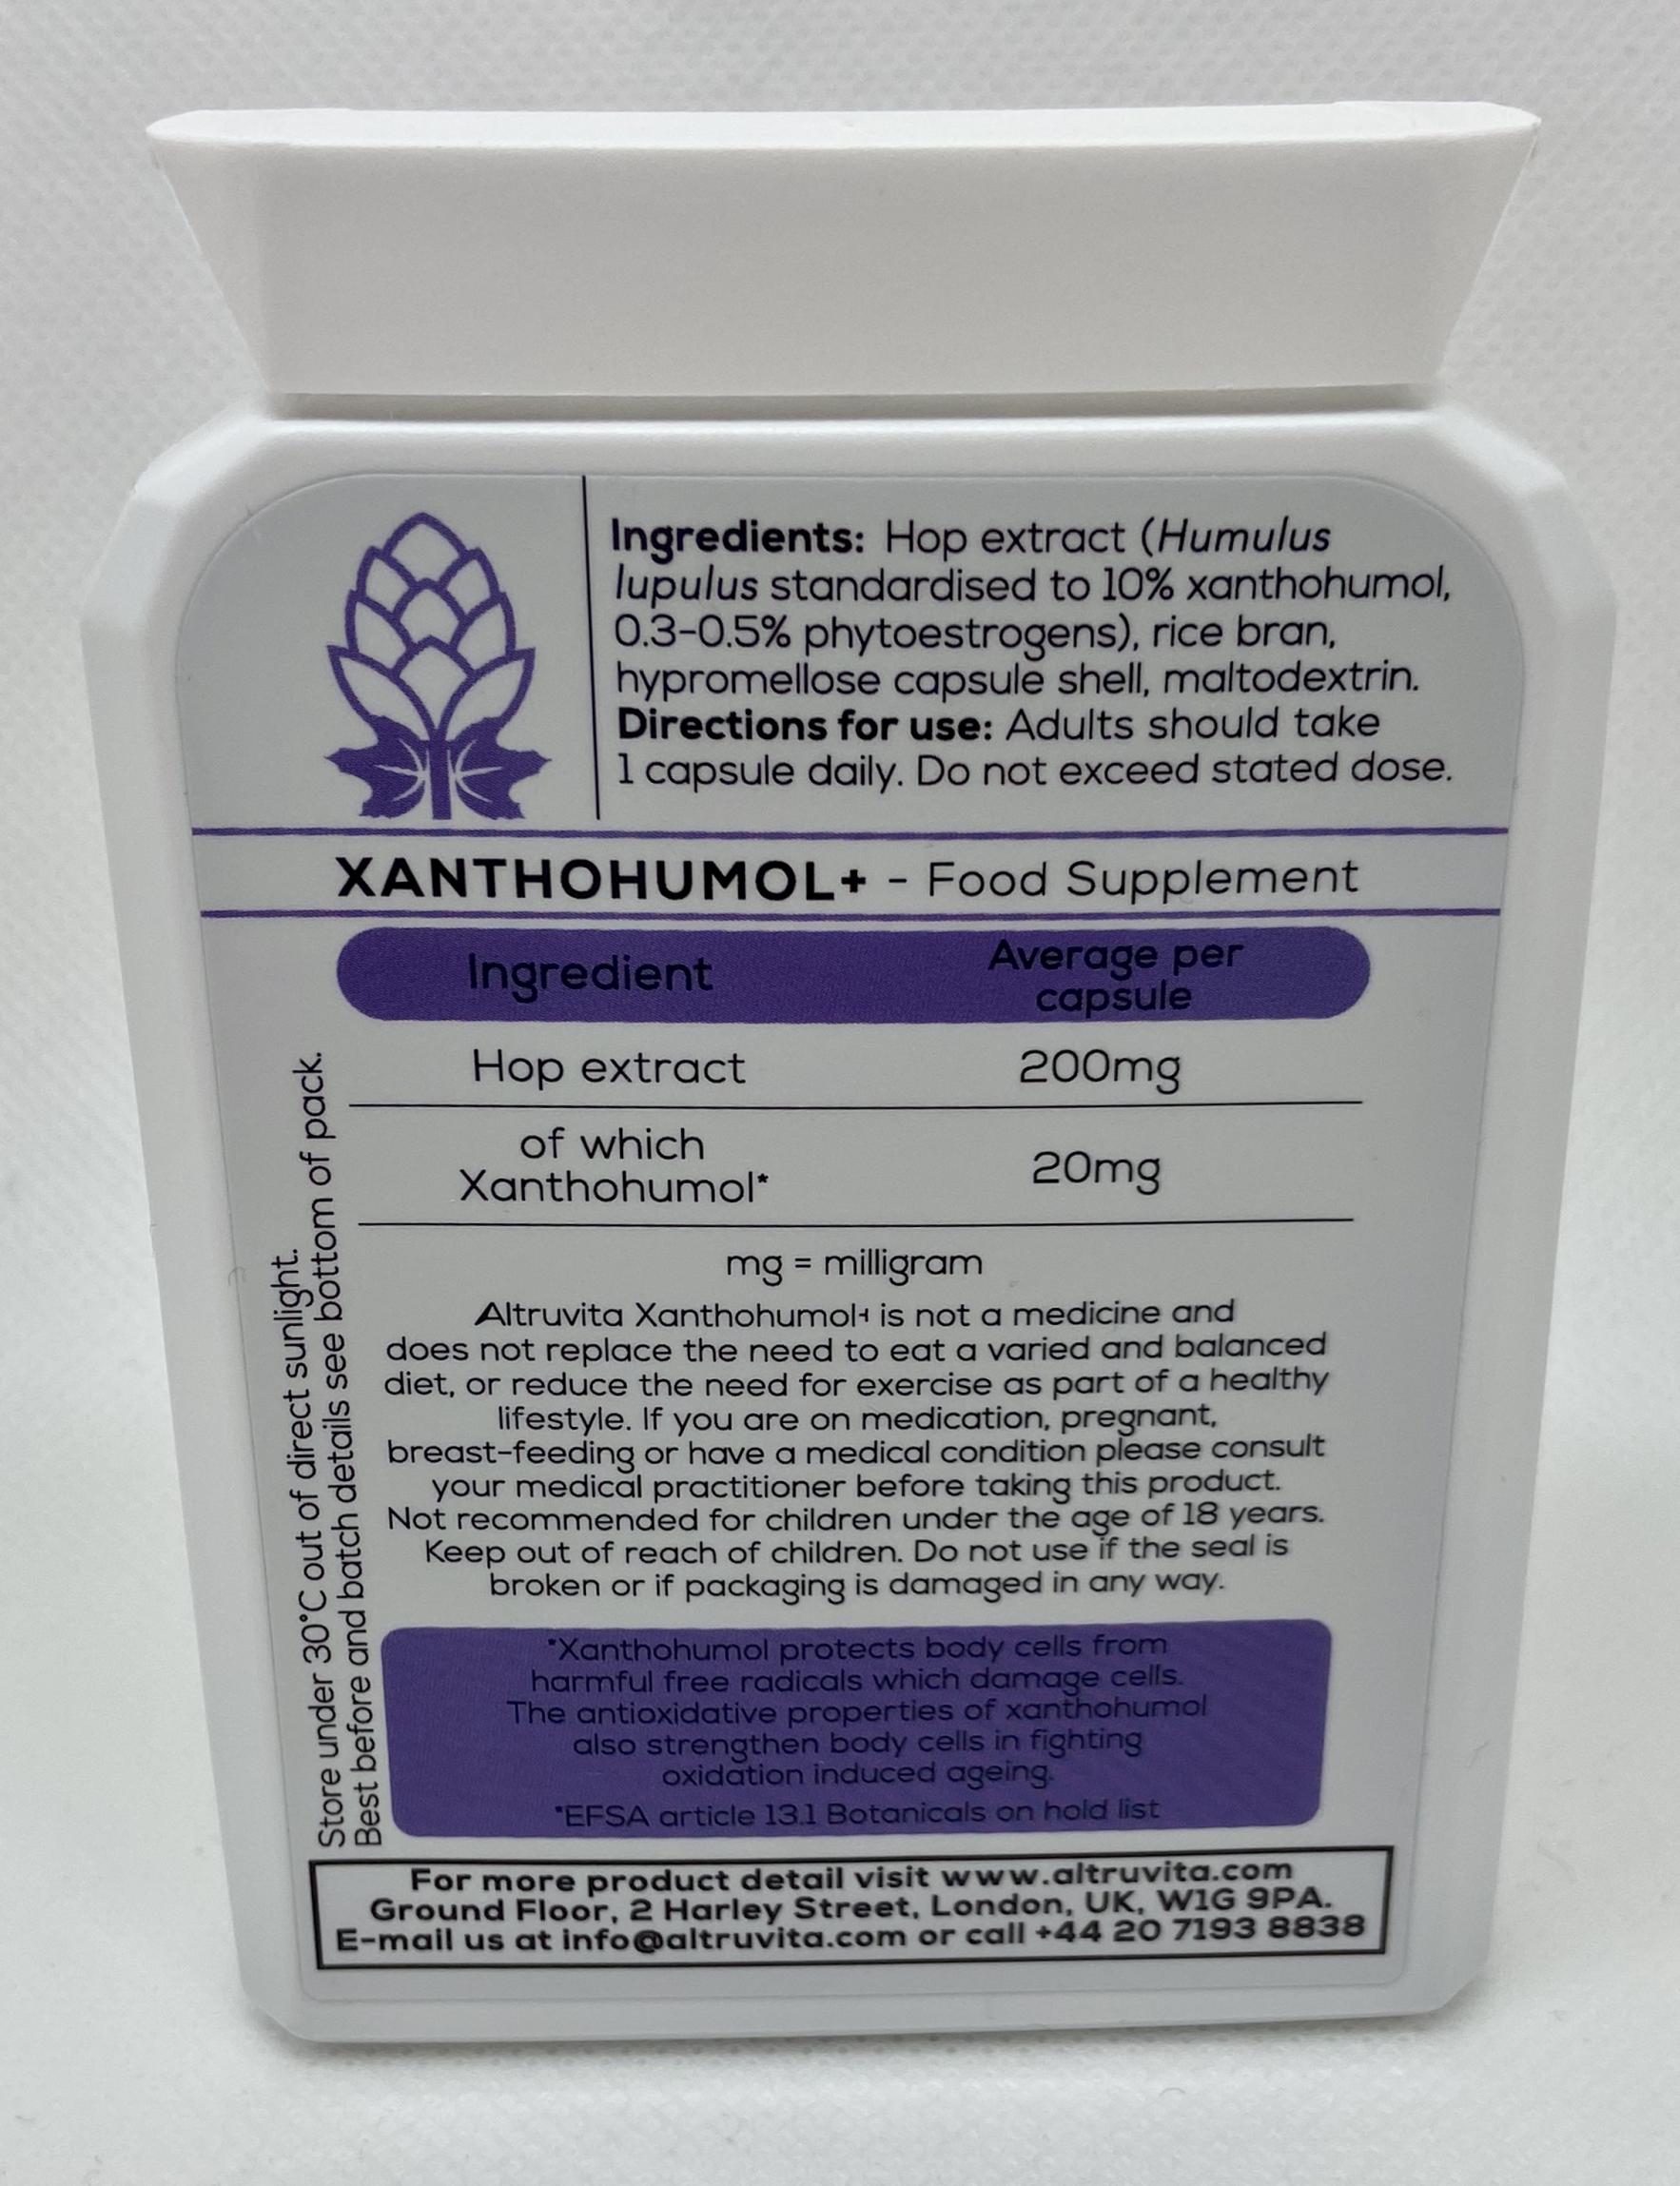 Ingredients: Hop extract (Humulus
lupulus standardised to 10% xanthohumol,
0.3-0.5% phytoestrogens), rice bran,
hypromellose capsule shell, maltodextrin.
Directions for use: Adults should take
1 capsule daily. Do not exceed stated dose.
XANTHOHUMOL+ - Food Supplement
Ingredient Average per capsule
Hop extract 200mg
of which
Xanthohumol* 20mg
mg = milligram
Altruvita Xanthohumol+ is not a medicine and
does not replace the need to eat a varied and balanced
diet, or reduce the need for exercise as part of a healthy
lifestyle. If you are on medication, pregnant,
breast-feeding or have a medical condition please consult
your medical practitioner before taking this product.
Not recommended for children under the age of 18 years.
Keep out of reach of children. Do not use if the seal is
broken or if packaging is damaged in any way.
Store under 30°C out of direct sunlight.
Best before and batch details see bottom of pack.
*Xanthohumol protects body cells from
harmful free radicals which damage cells.
The antioxidative properties of xanthohumol
also strengthen body cells in fighting
oxidation induced ageing.
*EFSA article 13.1 Botanicals on hold list
For more product detail visit www.altruvita.com
Ground Floor, 2 Harley Street, London, UK, W1G 9PA.
E-mail us at info@altruvita.com or call +44 20 7193 8838